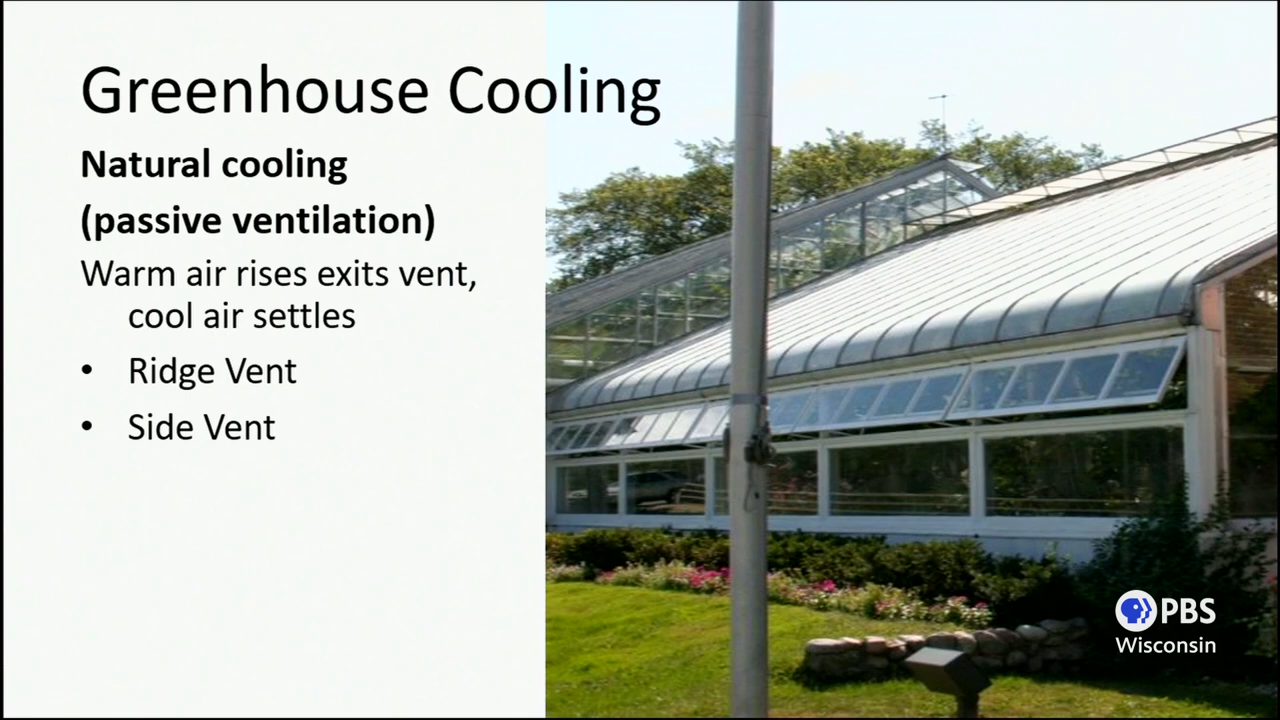 Greenhouse Cooling
Natural cooling
(passive ventilation)
Warm air rises exits vent,
cool air settles
• Ridge Vent
• Side Vent
PBS
Wisconsin